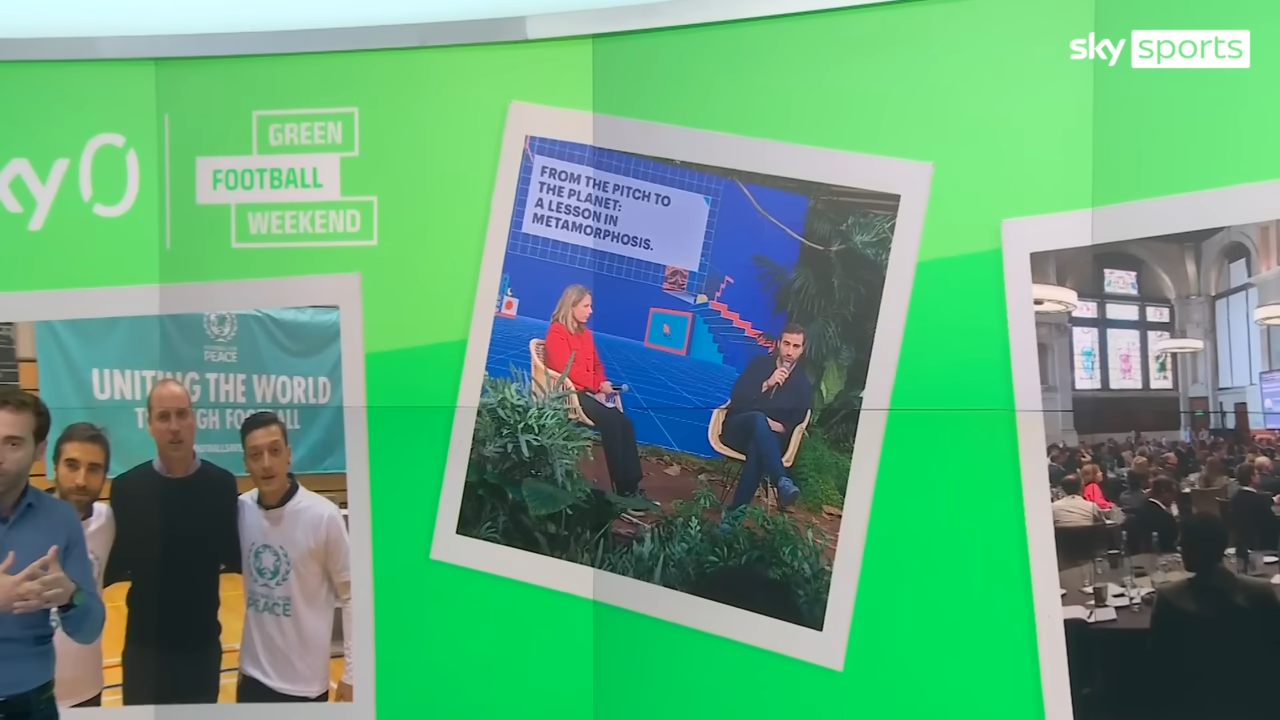 sky sports
GREEN
FOOTBALL
WEEKEND
FROM THE PITCH TO
THE PLANET:
A LESSON IN
METAMORPHOSIS.
PEACE
UNITING THE WORLD
PEACE